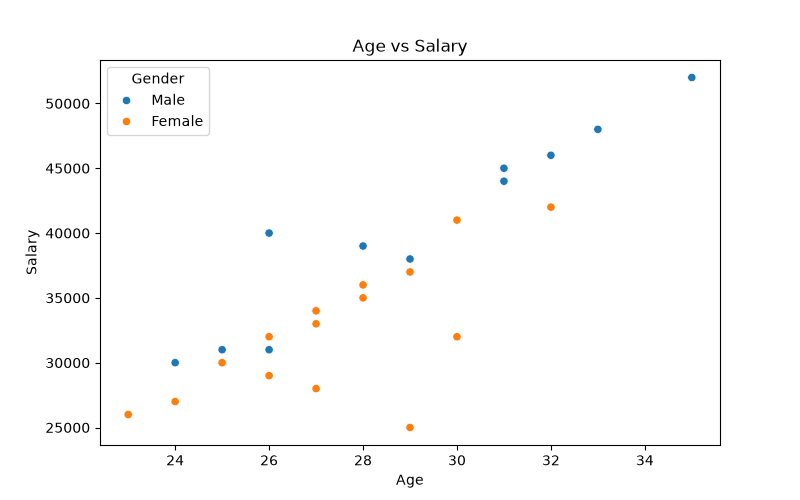 Age vs Salary
Gender
Male
Female
50000
45000
40000
35000
30000
25000
Salary
24 26 28 30 32 34
Age